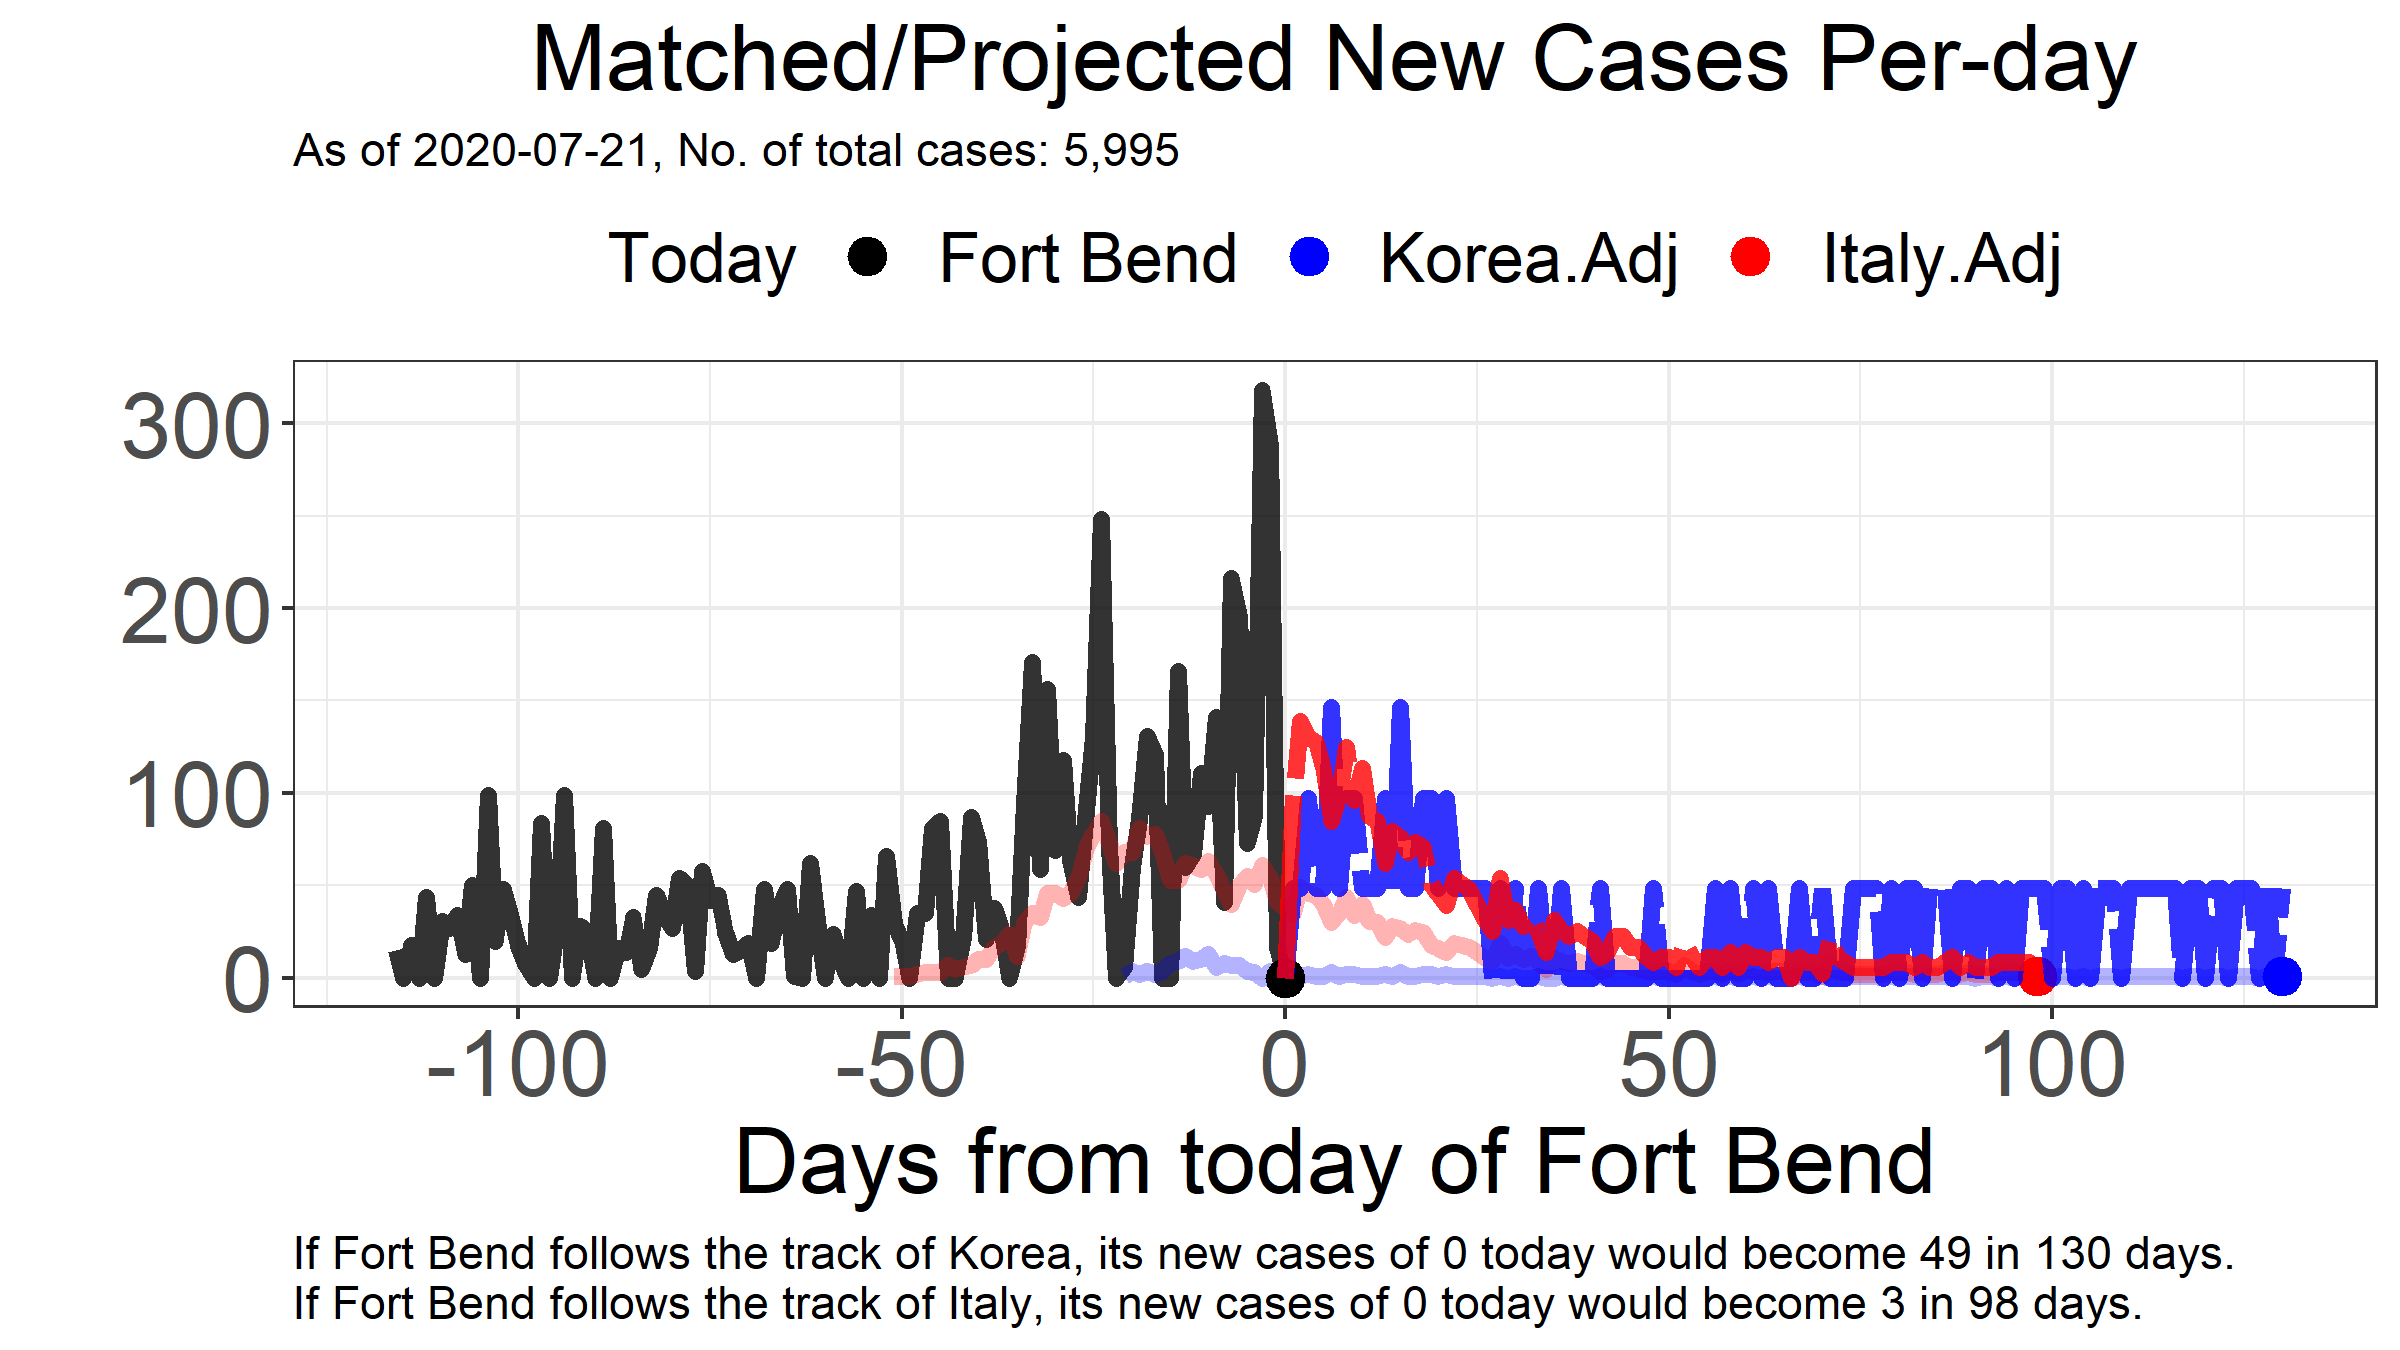 Matched/Projected New Cases Per-day
As of 2020-07-21, No. of total cases: 5,995
Today Fort Bend Korea.Adj Italy.Adj
300
200
100
0
-100 -50 0 50 100
Days from today of Fort Bend
If Fort Bend follows the track of Korea, its new cases of 0 today would become 49 in 130 days.
If Fort Bend follows the track of Italy, its new cases of 0 today would become 3 in 98 days.